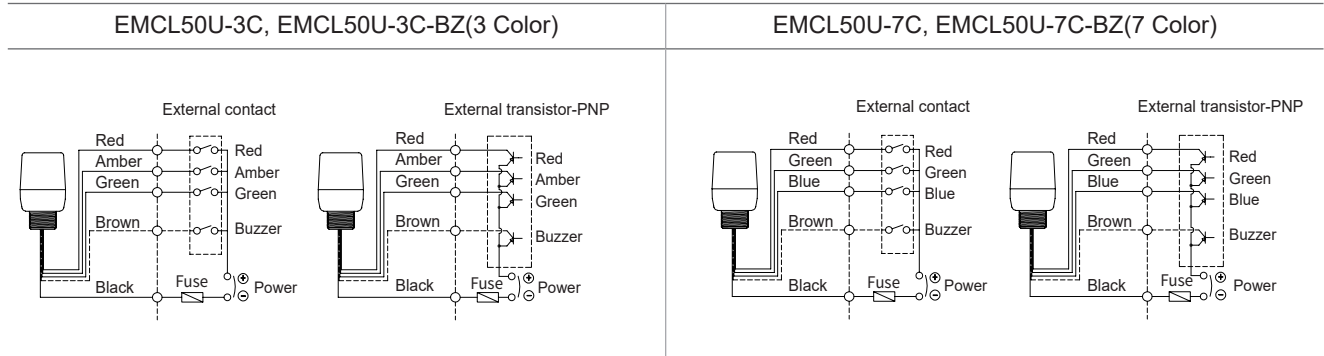 EMCL50U-3C, EMCL50U-3C-BZ(3 Color)
External contact
Red
Amber
Green
Brown
Black
Red
Amber
Green
Buzzer
Fuse
⊕
⊖
Power
External transistor-PNP
Red
Amber
Green
Brown
Black
Red
Amber
Green
Buzzer
Fuse
⊕
⊖
Power
EMCL50U-7C, EMCL50U-7C-BZ(7 Color)
External contact
Red
Green
Blue
Brown
Black
Red
Green
Blue
Buzzer
Fuse
⊕
⊖
Power
External transistor-PNP
Red
Green
Blue
Brown
Black
Red
Green
Blue
Buzzer
Fuse
⊕
⊖
Power